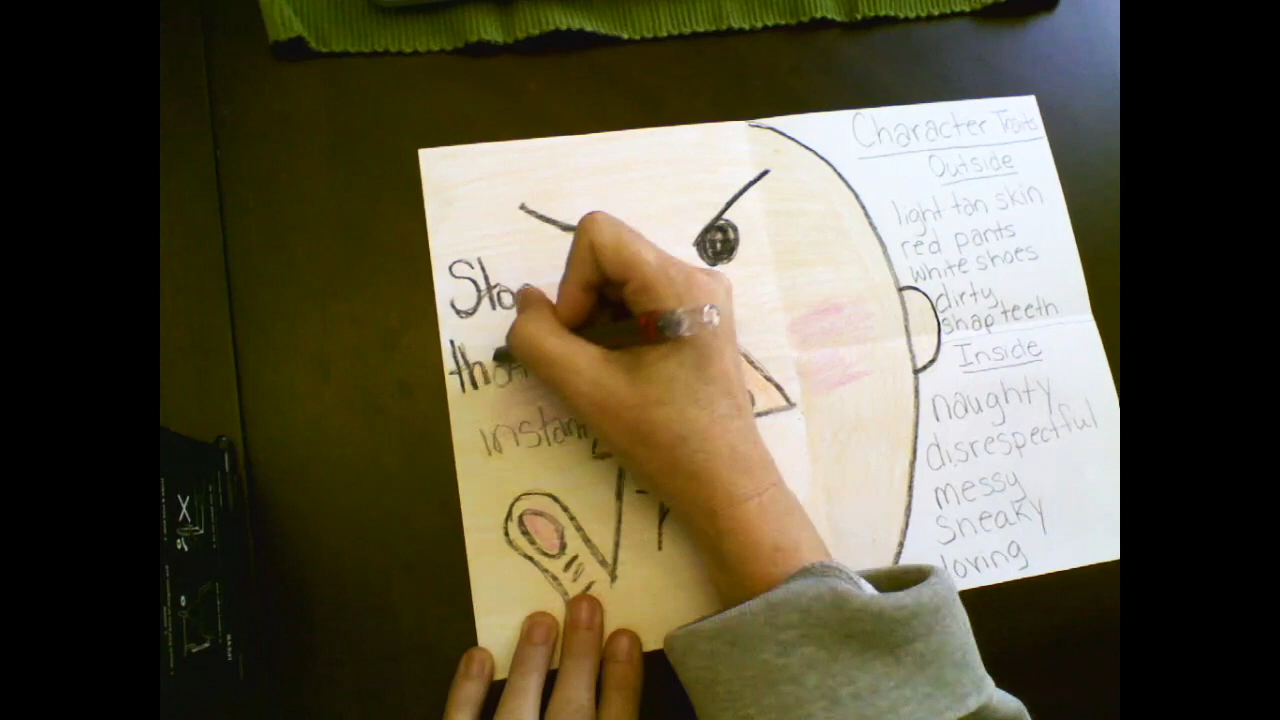 Character Traits
Outside
light tan skin
red pants
white shoes
dirty
shap teeth
Inside
naughty
disrespectful
messy
sneaky
loving